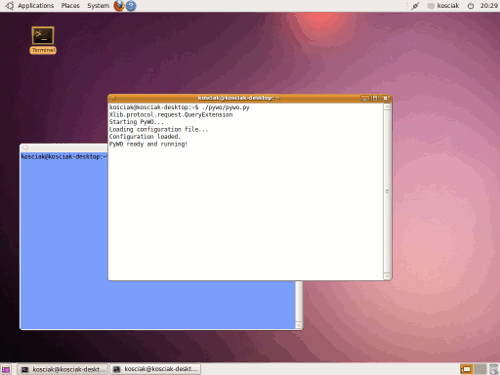 Applications Places System kosciak 20:29
Terminal
kosciak@kosciak-desktop: ~
kosciak@kosciak-desktop:~$ ./pywo/pywo.py
Xlib.protocol.request.QueryExtension
Starting PyWO...
Loading configuration file...
Configuration loaded.
PyWO ready and running!
kosciak@kosciak-desktop:~
kosciak@kosciak-deskt... kosciak@kosciak-deskt...